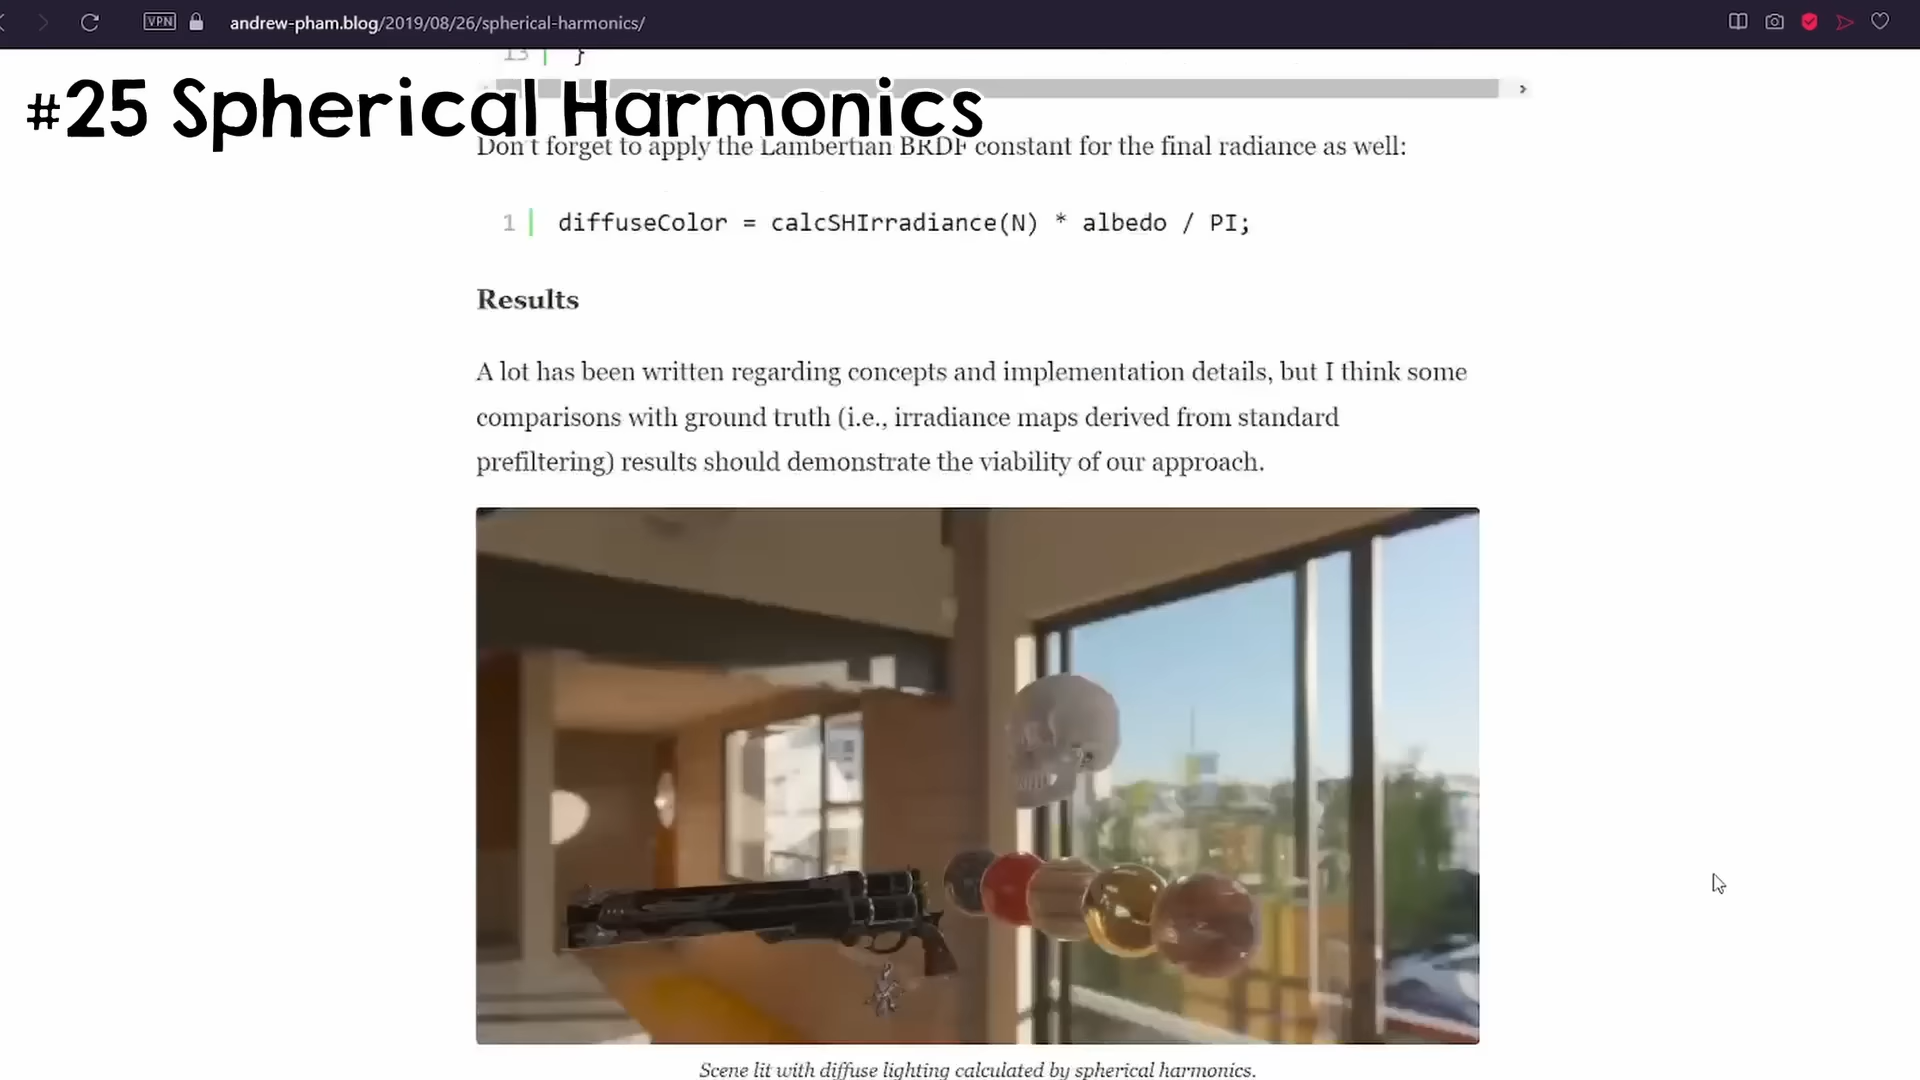 VPN
andrew-pham.blog/2019/08/26/spherical-harmonics/
13 }
#25 Spherical Harmonics
Don't forget to apply the Lambertian BRDF constant for the final radiance as well:
1 diffuseColor = calcSHIrradiance(N) * albedo / PI;
Results
A lot has been written regarding concepts and implementation details, but I think some
comparisons with ground truth (i.e., irradiance maps derived from standard
prefiltering) results should demonstrate the viability of our approach.
Scene lit with diffuse lighting calculated by spherical harmonics.